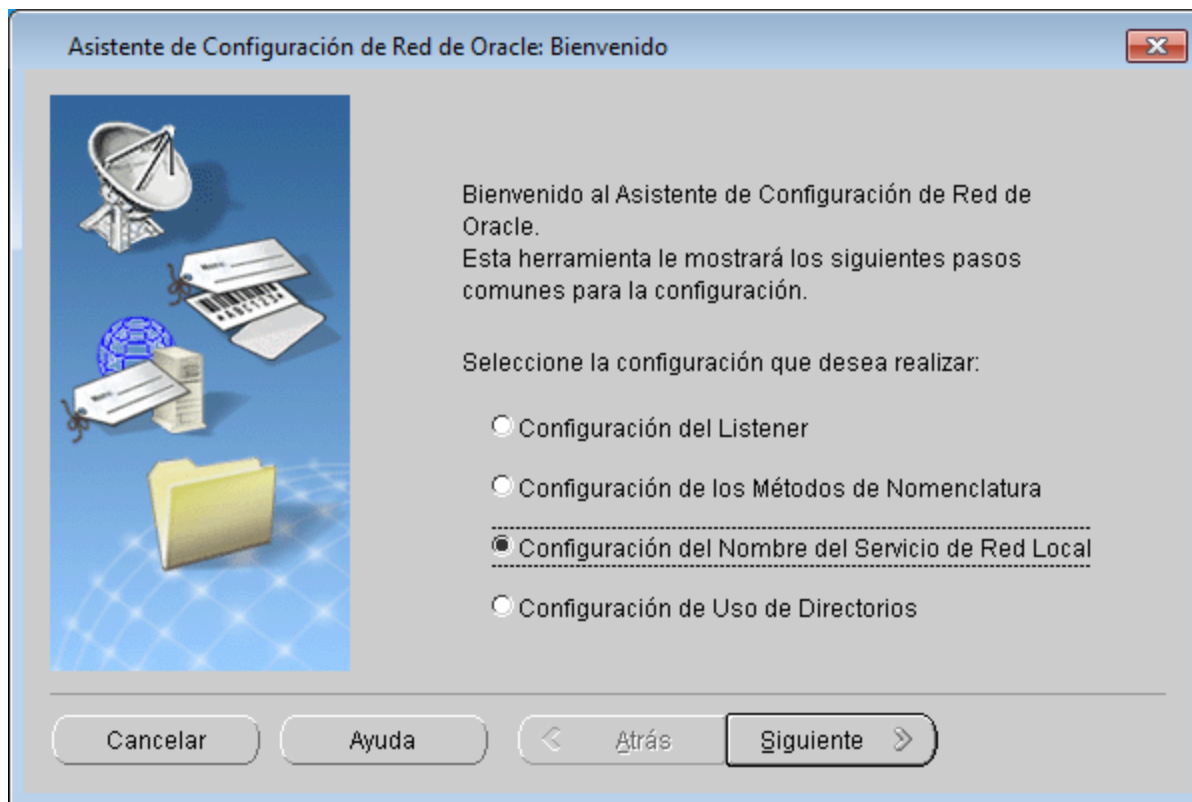 Asistente de Configuración de Red de Oracle: Bienvenido
Bienvenido al Asistente de Configuración de Red de
Oracle.
Esta herramienta le mostrará los siguientes pasos
comunes para la configuración.
Seleccione la configuración que desea realizar:
Configuración del Listener
Configuración de los Métodos de Nomenclatura
Configuración del Nombre del Servicio de Red Local
Configuración de Uso de Directorios
Cancelar
Ayuda
Atrás
Siguiente